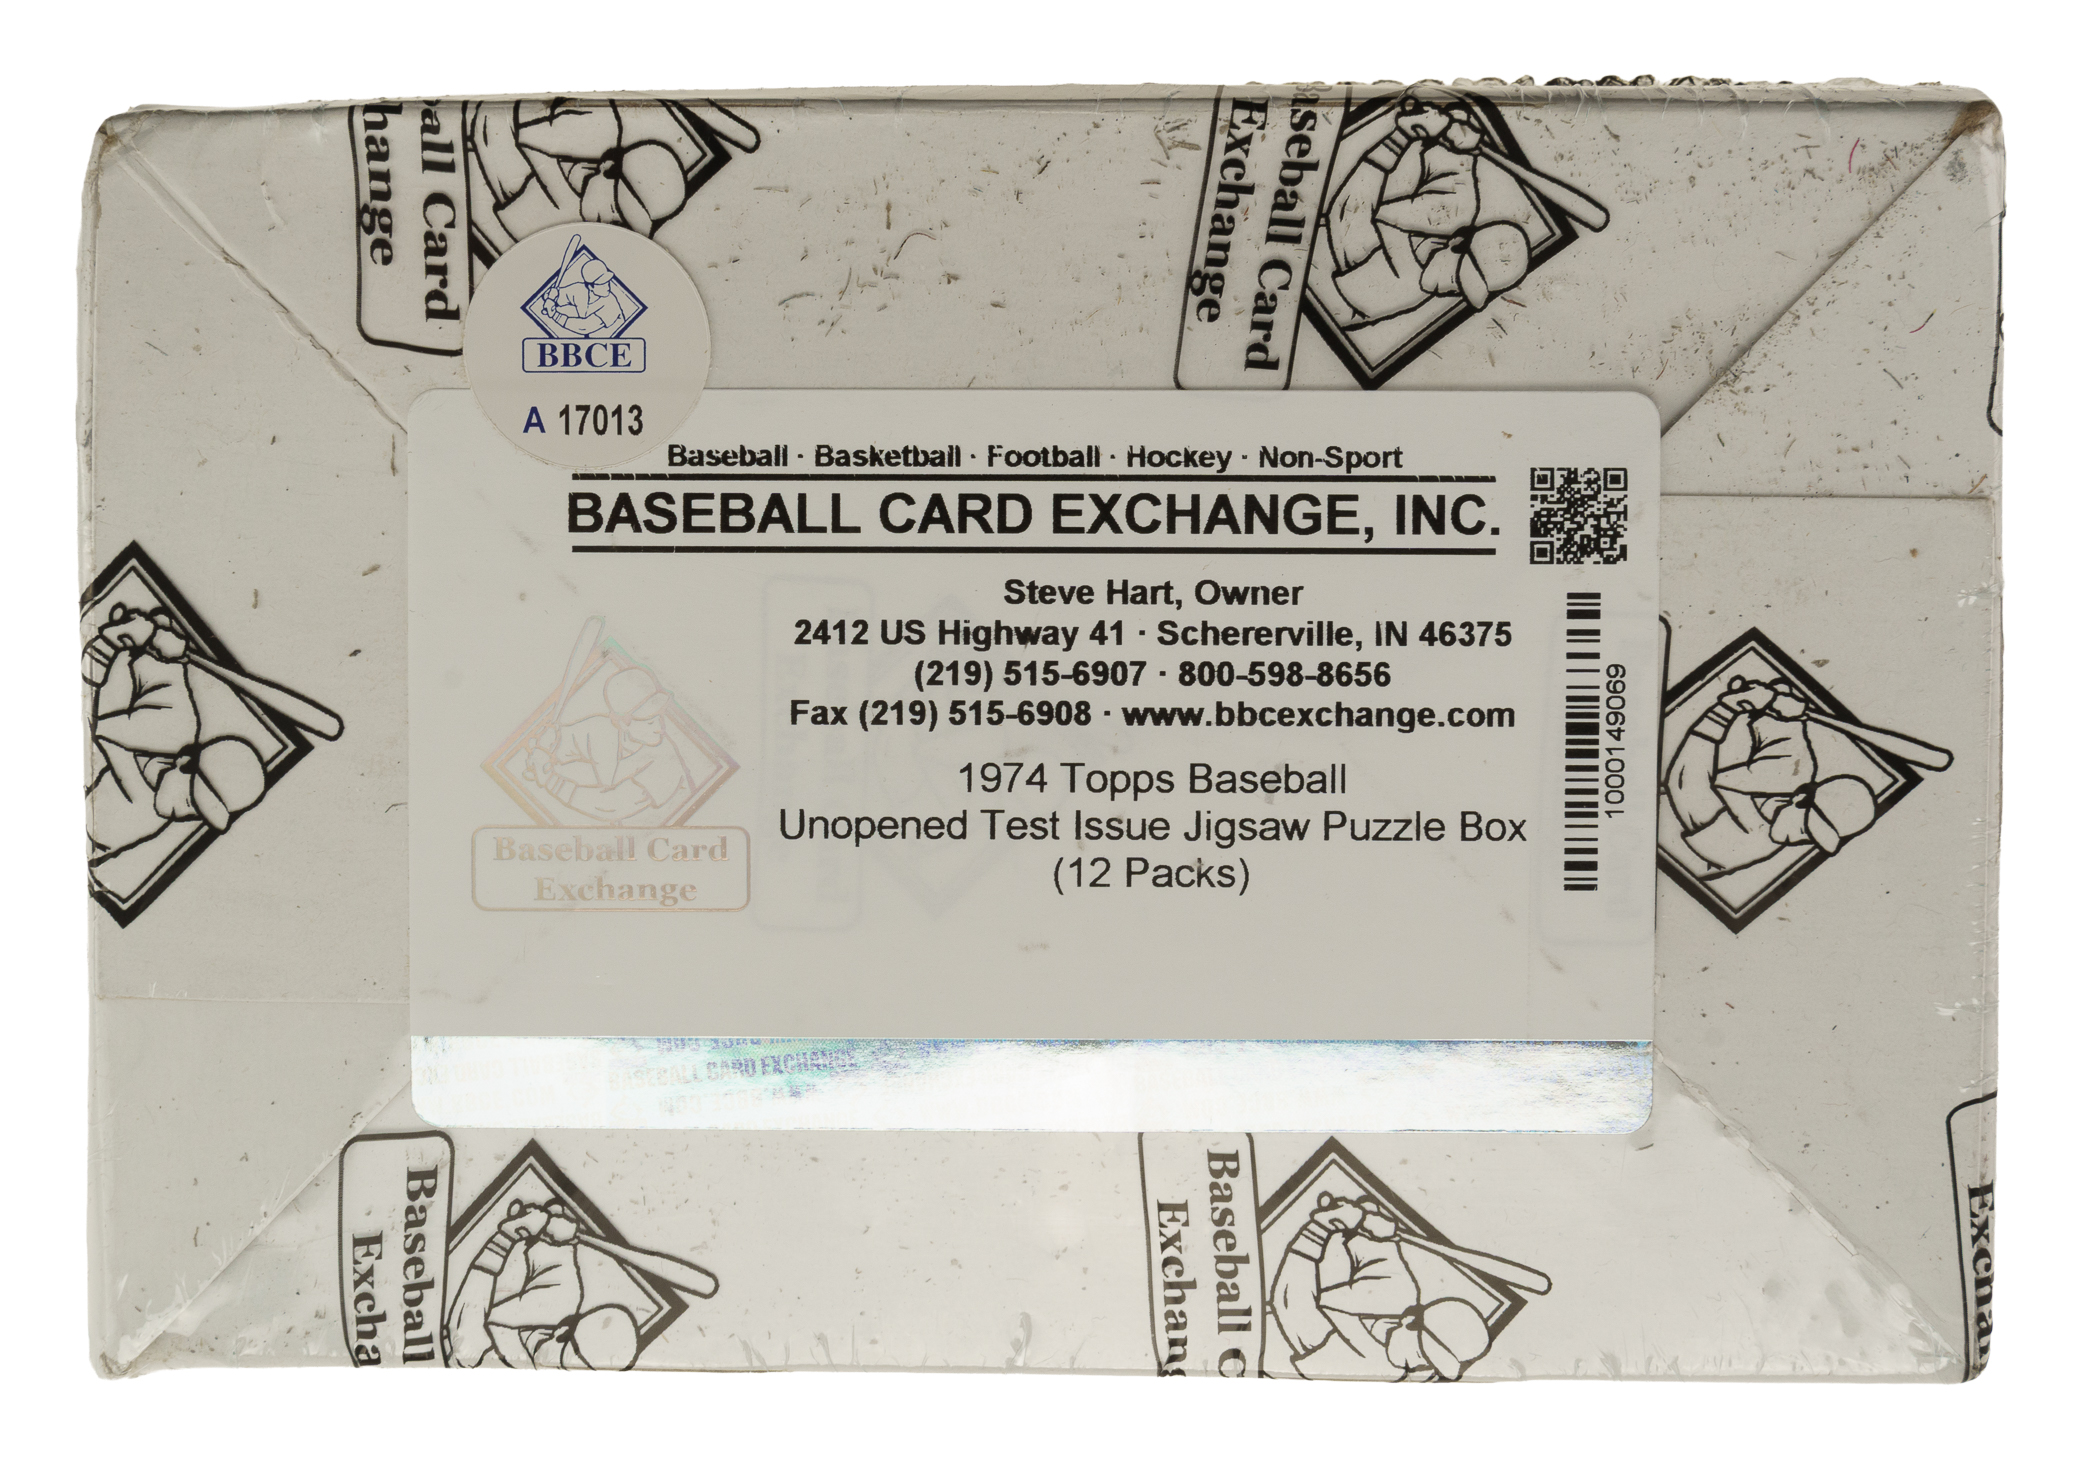 Baseball Card
Exchange
BBCE
A 17013
Baseball · Basketball · Football · Hockey · Non-Sport
BASEBALL CARD EXCHANGE, INC.
Steve Hart, Owner
2412 US Highway 41 · Schererville, IN 46375
(219) 515-6907 · 800-598-8656
Fax (219) 515-6908 · www.bbcexchange.com
1974 Topps Baseball
Unopened Test Issue Jigsaw Puzzle Box
(12 Packs)
1000149069
Baseball Card
Exchange
BASEBALL CARD EXCHANGE
Baseball
Baseball